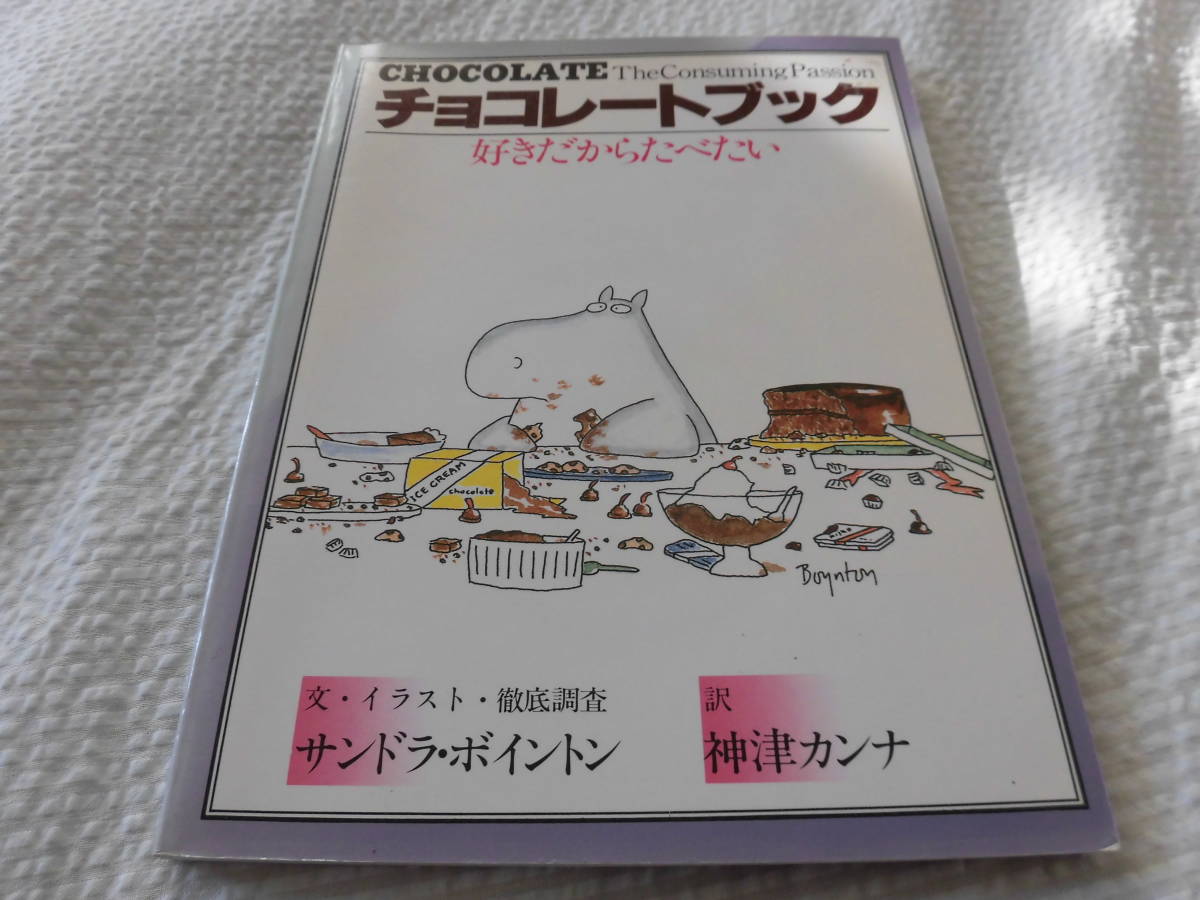 CHOCOLATE The Consuming Passion
チョコレートブック
好きだからたべたい
ICE CREAM
chocolate
Boynton
文・イラスト・徹底調査
サンドラ・ボイントン
訳
神津カンナ